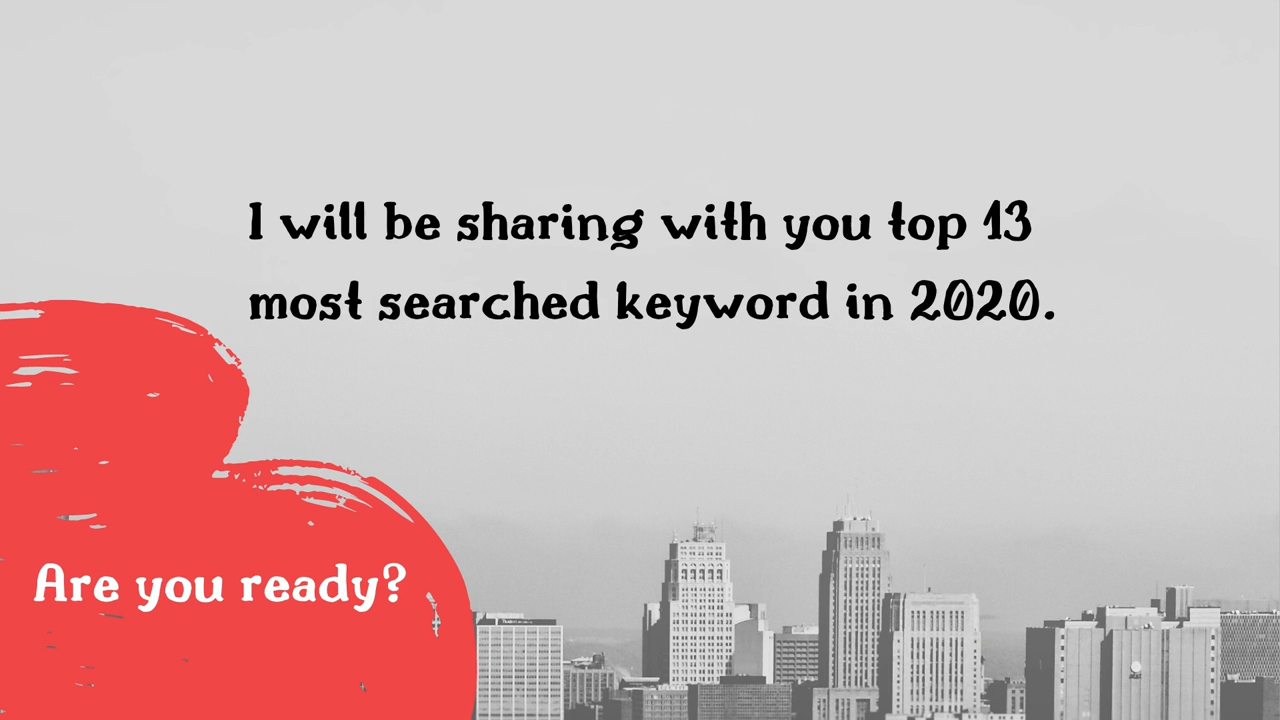 I will be sharing with you top 13
most searched keyword in 2020.
Are you ready?